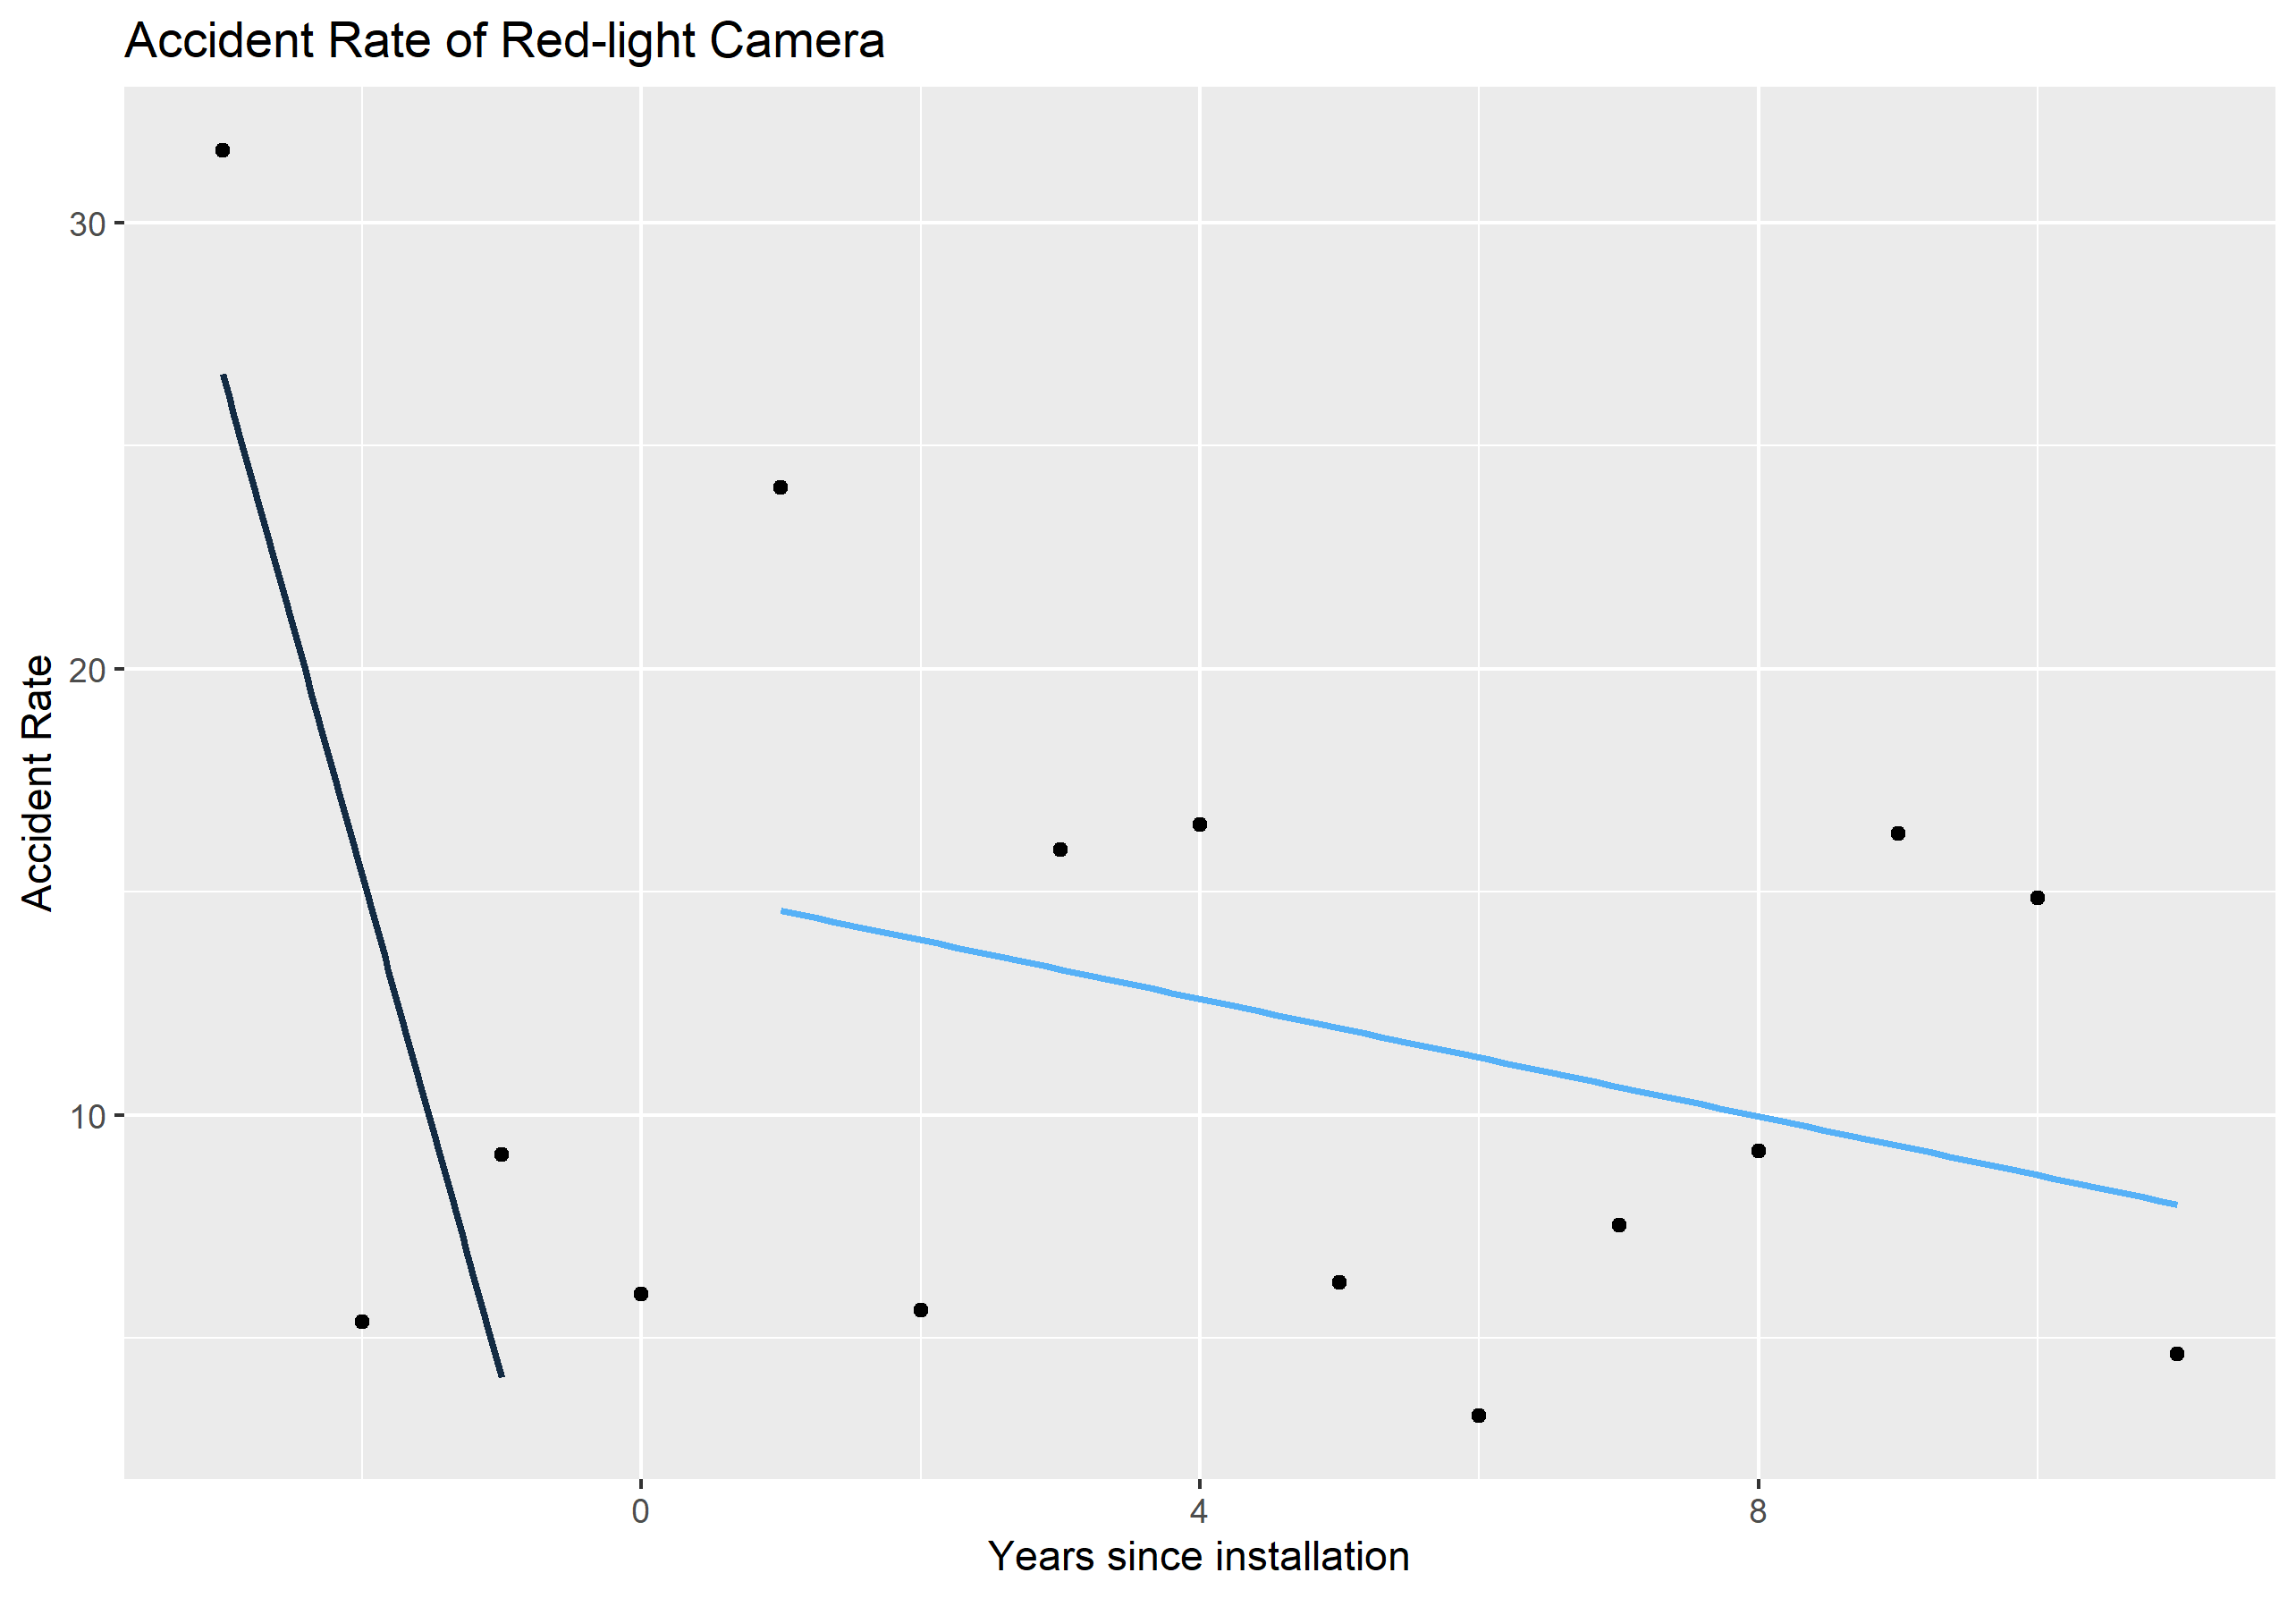 Accident Rate of Red-light Camera
30
20
10
Accident Rate
0
4
8
Years since installation